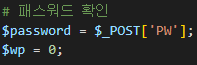 # 패스워드 확인
$password = $_POST['PW'];
$wp = 0;